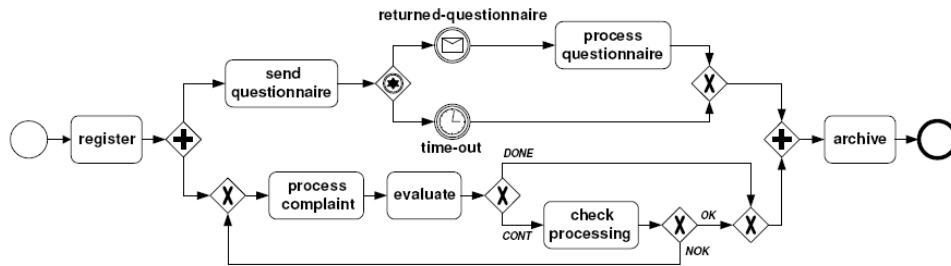 returned-questionnaire
process
questionnaire
send
questionnaire
register
time-out
archive
DONE
process
complaint
evaluate
CONT
check
processing
OK
NOK